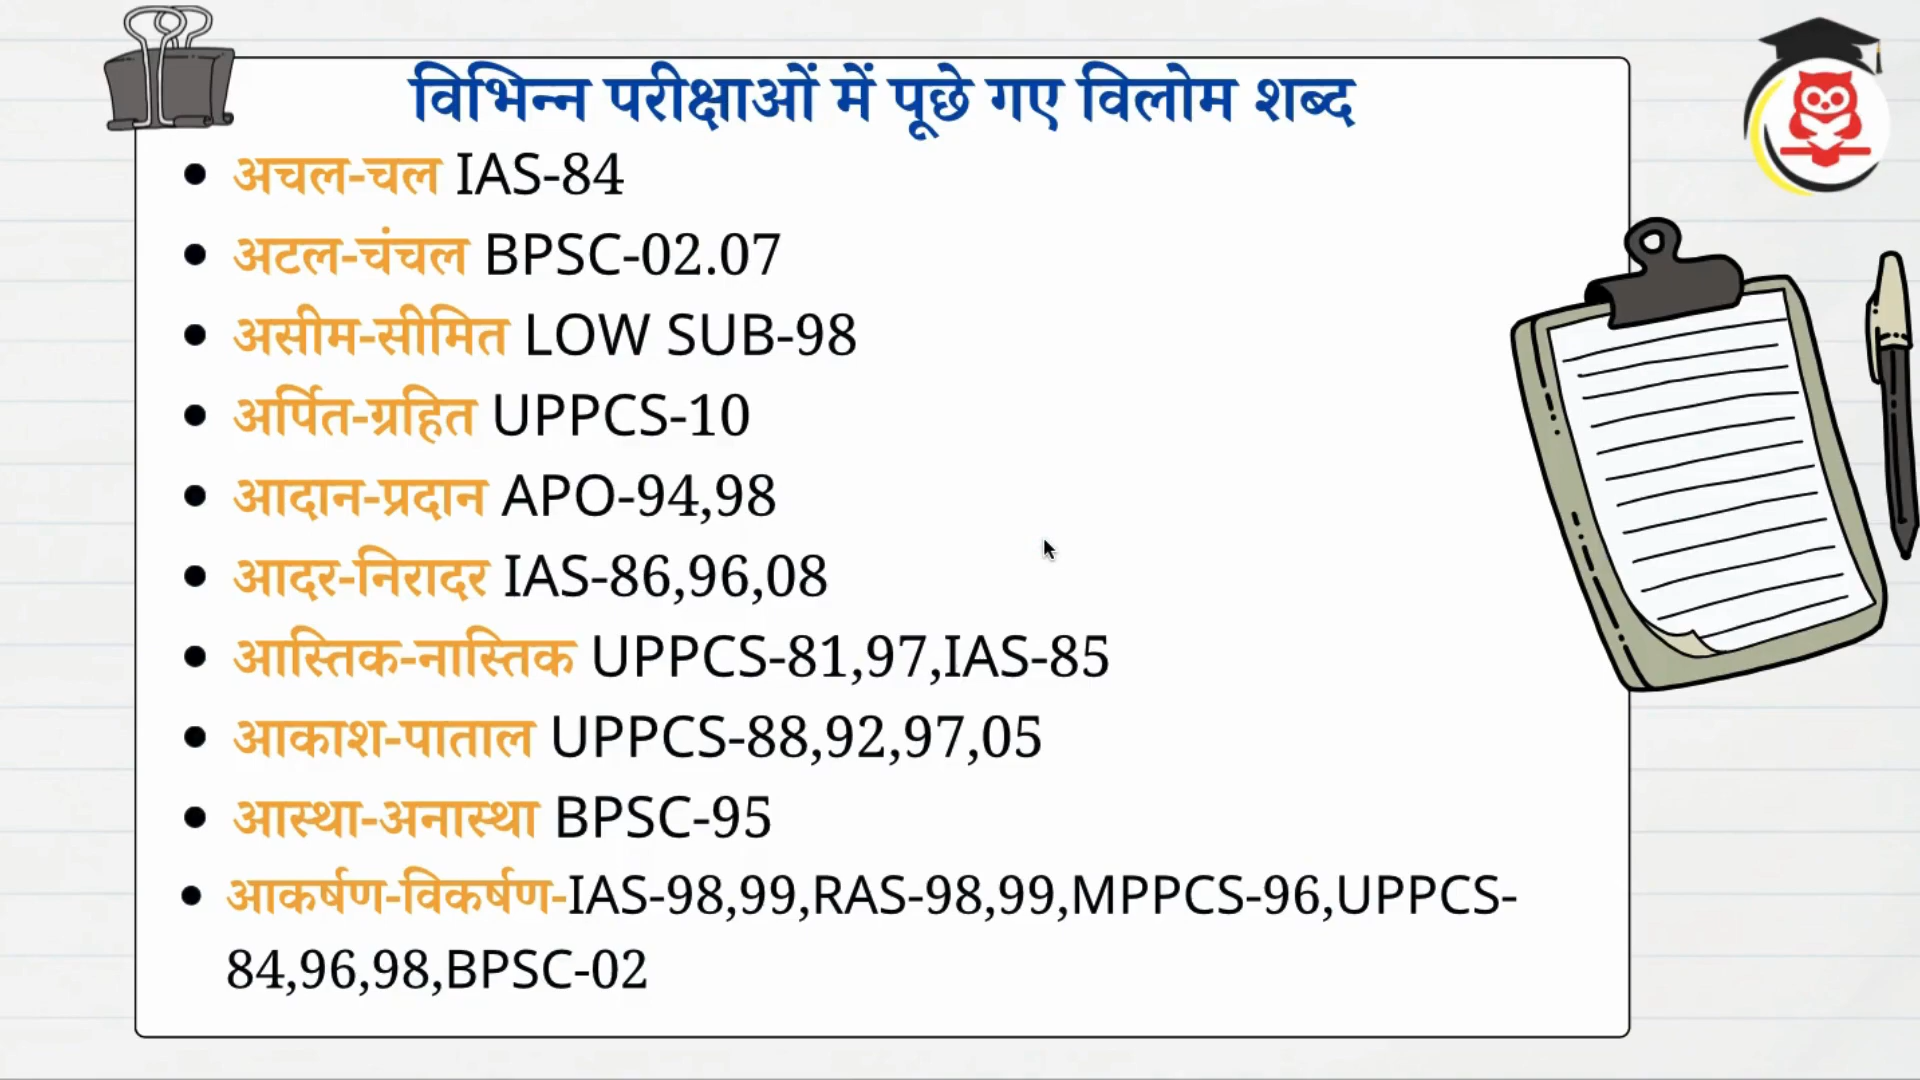 विभिन्न परीक्षाओं में पूछे गए विलोम शब्द
• अचल-चल IAS-84
• अटल-चंचल BPSC-02.07
• असीम-सीमित LOW SUB-98
• अर्पित-ग्रहित UPPCS-10
• आदान-प्रदान APO-94,98
• आदर-निरादर IAS-86,96,08
• आस्तिक-नास्तिक UPPCS-81,97,IAS-85
• आकाश-पाताल UPPCS-88,92,97,05
• आस्था-अनास्था BPSC-95
• आकर्षण-विकर्षण-IAS-98,99,RAS-98,99,MPPCS-96,UPPCS-
84,96,98,BPSC-02